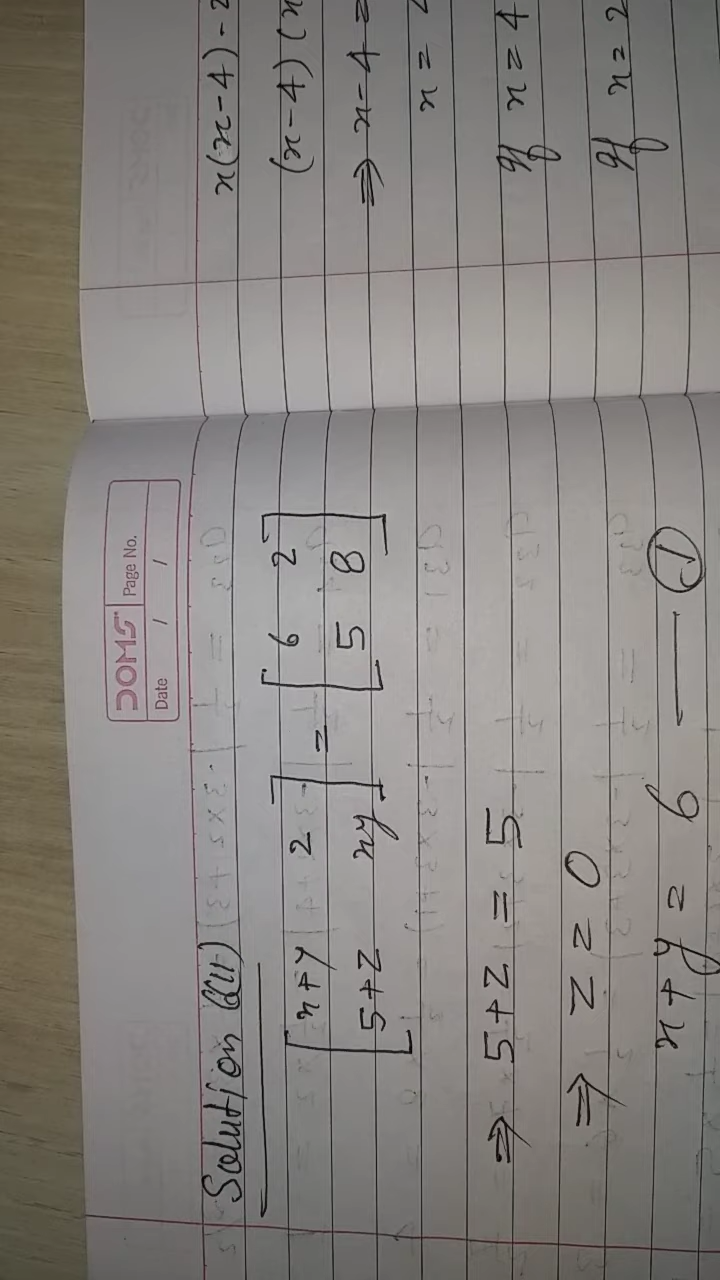 DOMS
Page No.
Date / /
Solution (ii)
[x+y 2] = [6 2]
[5+z xy] [5 8]
⇒ 5+z = 5
⇒ z = 0
x+y = 6 — ①
x(x-4)-2
(x-4)(x
⇒ x-4 =
x =
If x = 4
If x = 2